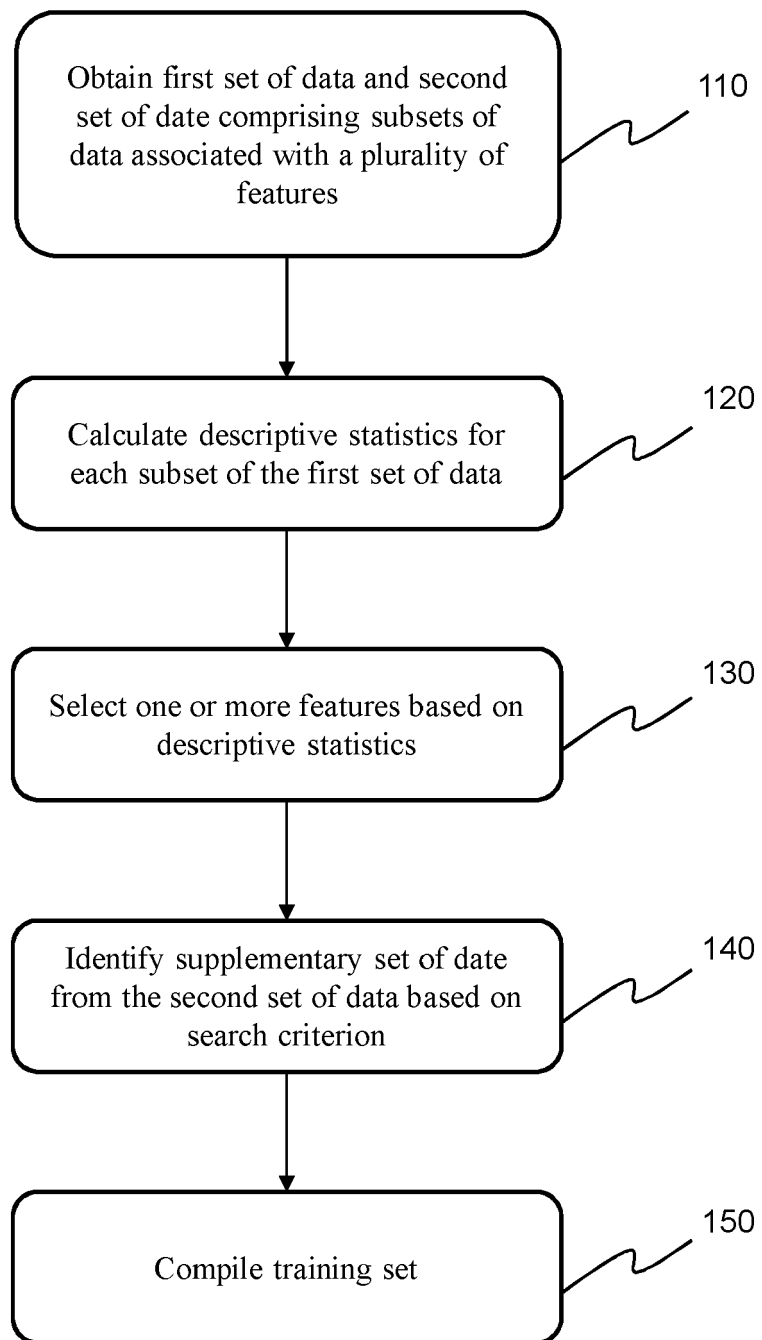 Obtain first set of data and second
set of date comprising subsets of
data associated with a plurality of
features
110
Calculate descriptive statistics for
each subset of the first set of data
120
Select one or more features based on
descriptive statistics
130
Identify supplementary set of date
from the second set of data based on
search criterion
140
Compile training set
150